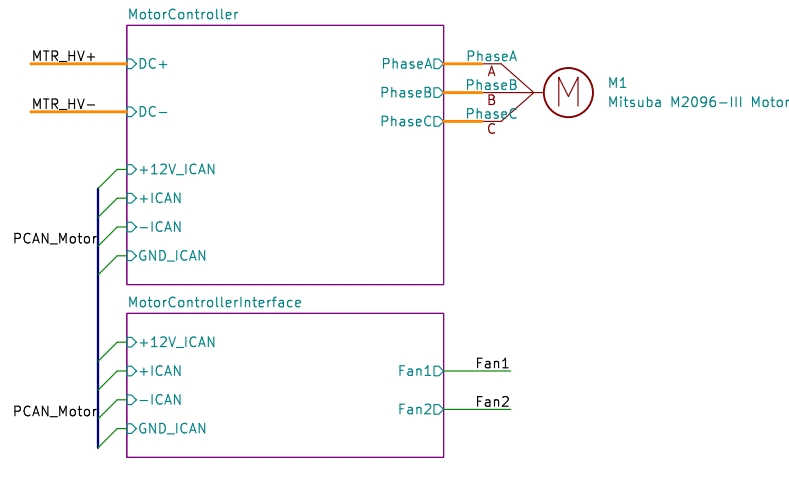 MotorController
MTR_HV+
DC+
PhaseA
PhaseA
A
MTR_HV-
DC-
PhaseB
PhaseB
B
PhaseC
PhaseC
C
M
M1
Mitsuba M2096-III Motor
+12V_ICAN
+ICAN
-ICAN
PCAN_Motor
GND_ICAN
MotorControllerInterface
+12V_ICAN
+ICAN
-ICAN
PCAN_Motor
GND_ICAN
Fan1
Fan1
Fan2
Fan2